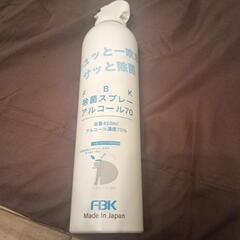 ュッと一吹
サッと除菌
F B K
除菌スプレー
アルコール70
容量420ml
アルコール濃度70%
FBK
Made in Japan